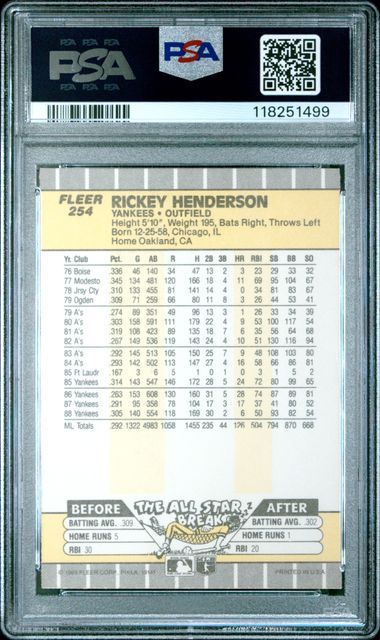 PSA PSA PSA
PSA
PSA PSA PSA
PSA
118251499
FLEER
254
RICKEY HENDERSON
YANKEES • OUTFIELD
Height 5'10", Weight 195, Bats Right, Throws Left
Born 12-25-58, Chicago, IL
Home Oakland, CA
Yr. Club Pct. G AB R H 2B 3B HR RBI SB BB SO
76 Boise .336 46 140 34 47 13 2 3 23 29 33 32
77 Modesto .345 134 481 120 166 18 4 11 69 95 104 67
78 Jrsy Cty .310 133 455 81 141 14 4 0 34 81 83 67
79 Ogden .309 71 259 66 80 11 8 3 26 44 53 41
79 A's .274 89 351 49 96 13 3 1 26 33 34 39
80 A's .303 158 591 111 179 22 4 9 53 100 117 54
81 A's .319 108 423 89 135 18 7 6 35 56 64 68
82 A's .267 149 536 119 143 24 4 10 51 130 116 94
83 A's .292 145 513 105 150 25 7 9 48 108 103 80
84 A's .293 142 502 113 147 27 4 16 58 66 86 81
85 Ft Laudr .167 3 6 5 1 0 1 0 3 1 5 2
85 Yankees .314 143 547 146 172 28 5 24 72 80 99 65
86 Yankees .263 153 608 130 160 31 5 28 74 87 89 81
87 Yankees .291 95 358 78 104 17 3 17 37 41 80 52
88 Yankees .305 140 554 118 169 30 2 6 50 93 82 54
ML Totals .292 1322 4983 1058 1455 235 44 126 504 794 870 668
BEFORE THE ALL STAR BREAK AFTER
BATTING AVG. .309 BATTING AVG. .302
HOME RUNS 5 HOME RUNS 1
RBI 30 RBI 20
© 1989 FLEER CORP., PHILA. 19141 PRINTED IN U.S.A.